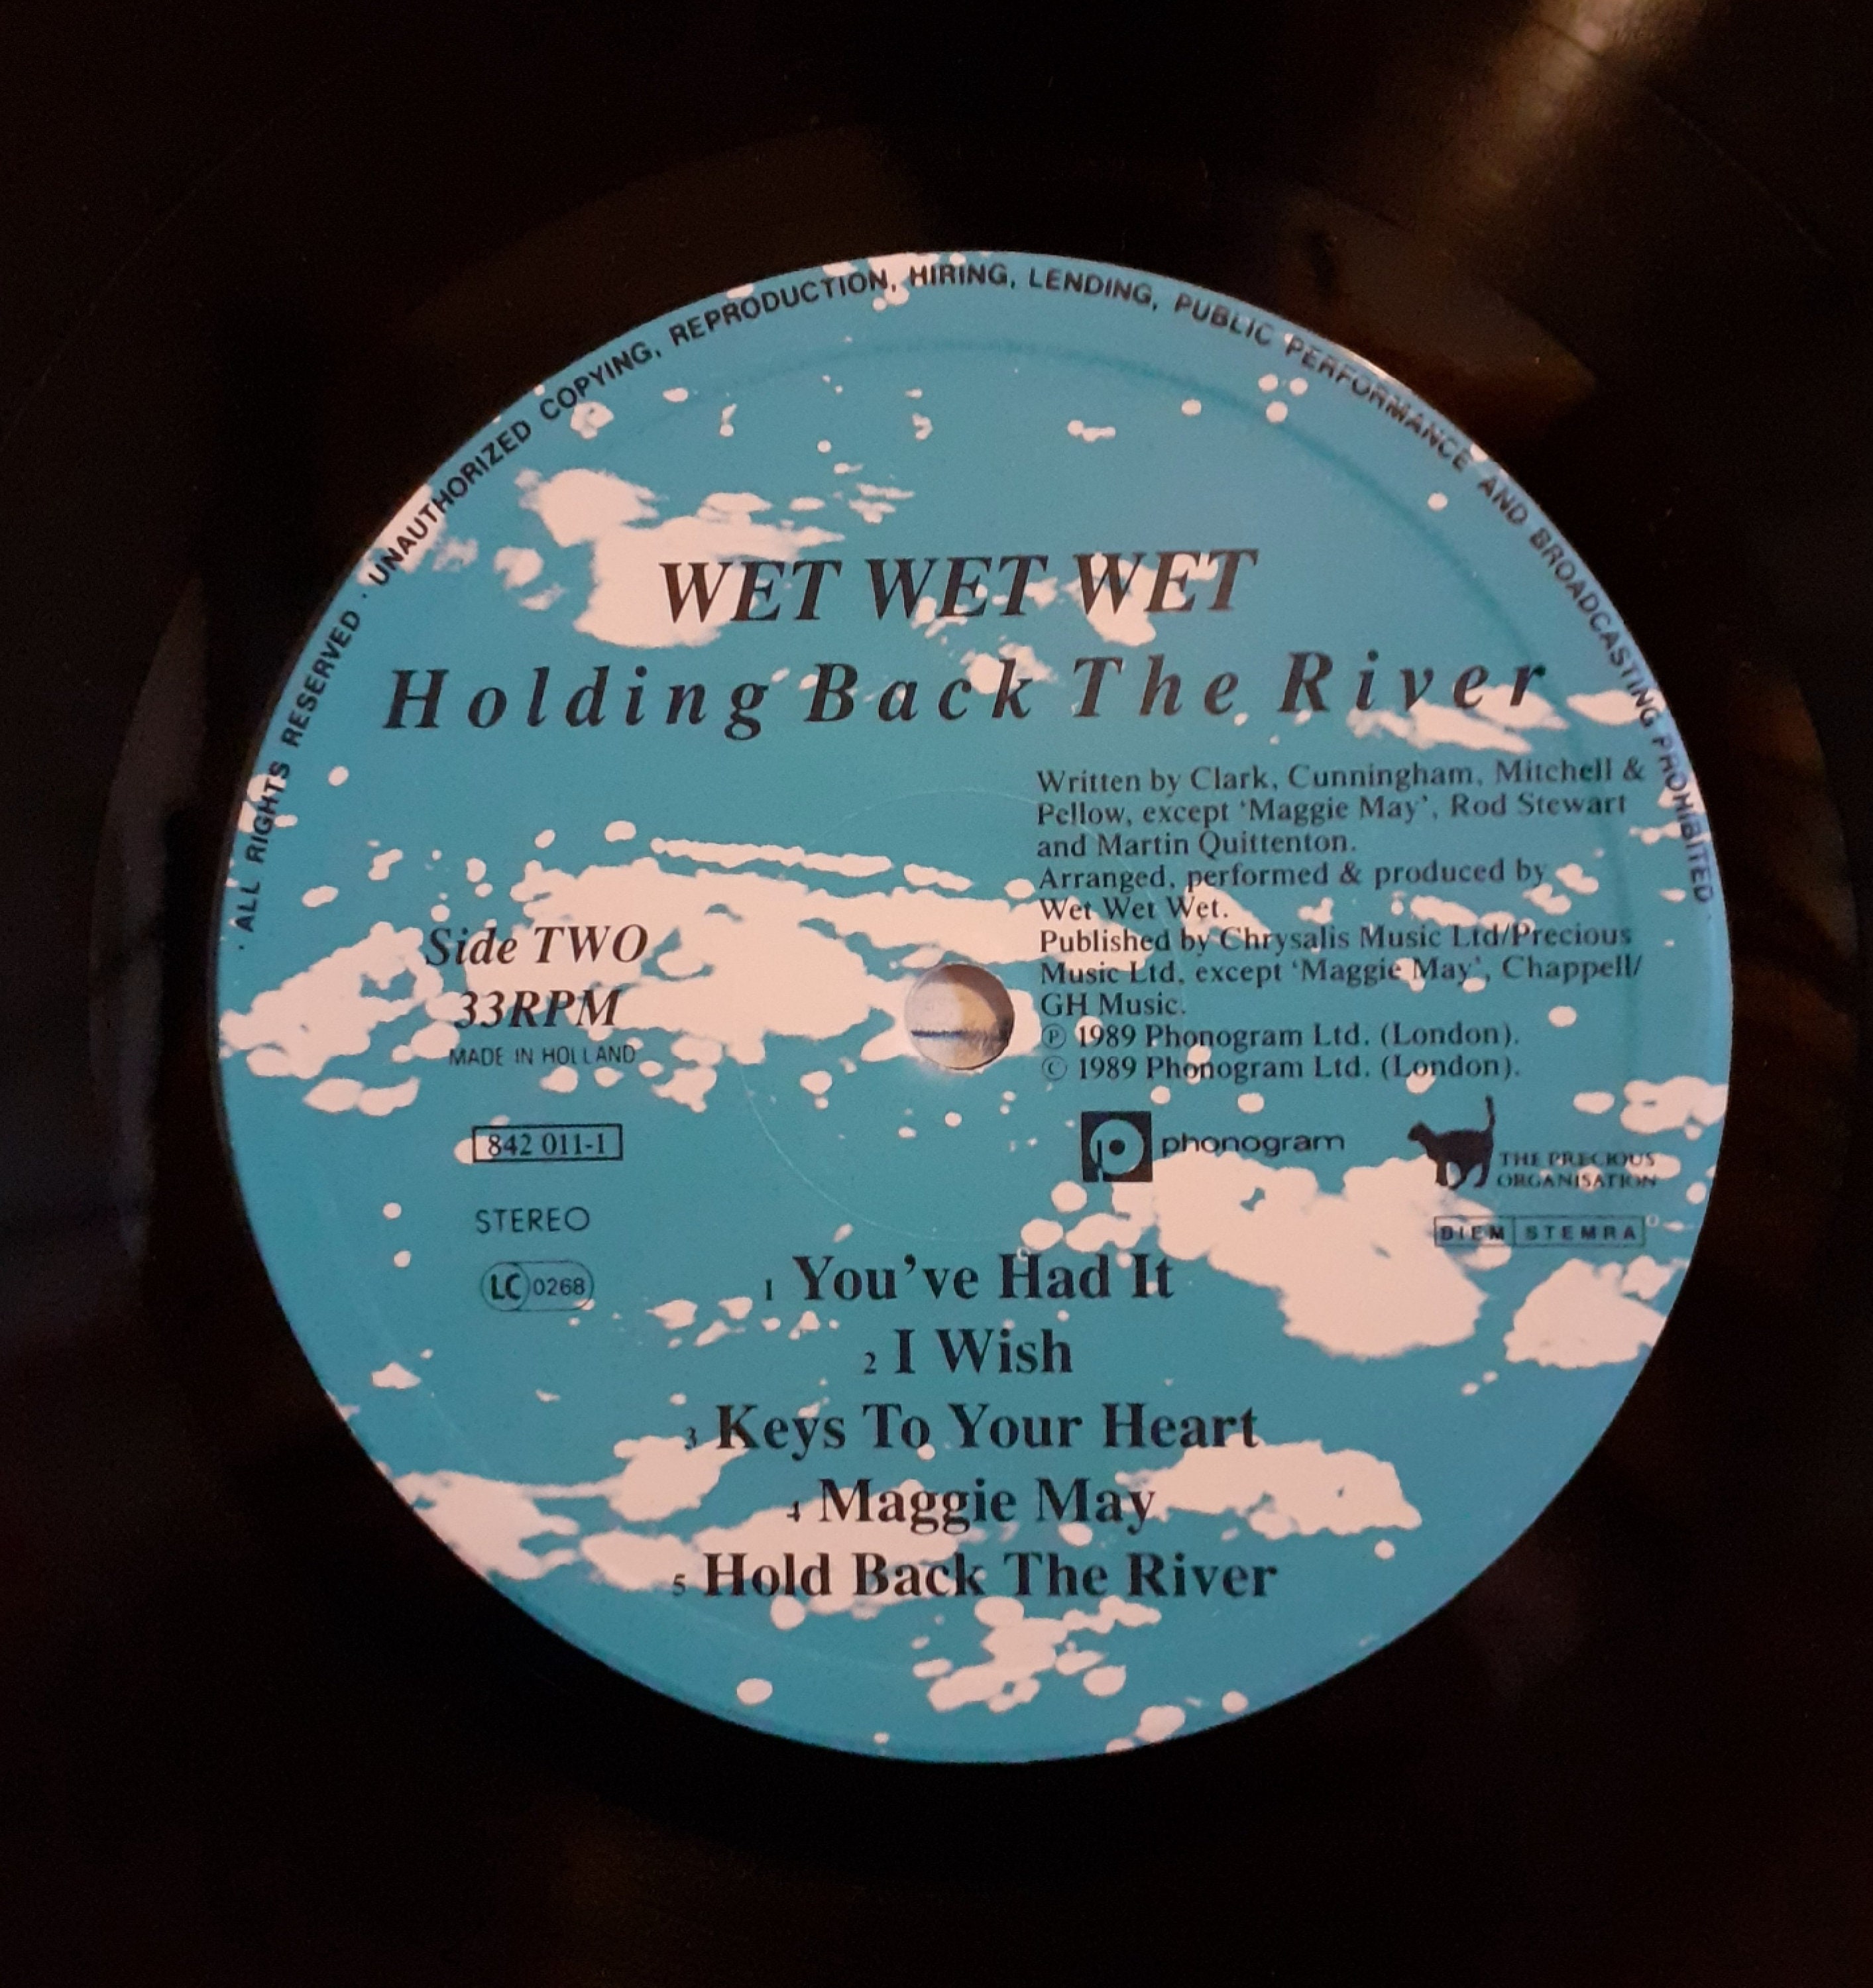 · ALL RIGHTS RESERVED · UNAUTHORIZED COPYING, REPRODUCTION, HIRING, LENDING, PUBLIC PERFORMANCE AND BROADCASTING PROHIBITED ·
WET WET WET
Holding Back The River
Written by Clark, Cunningham, Mitchell &
Pellow, except ‘Maggie May’, Rod Stewart
and Martin Quittenton.
Arranged, performed & produced by
Wet Wet Wet.
Published by Chrysalis Music Ltd/Precious
Music Ltd, except ‘Maggie May’, Chappell/
GH Music.
Ⓟ 1989 Phonogram Ltd. (London).
© 1989 Phonogram Ltd. (London).
Side TWO
33RPM
MADE IN HOLLAND
842 011-1
STEREO
LC 0268
phonogram
THE PRECIOUS
ORGANISATION
BIEM STEMRA
1 You’ve Had It
2 I Wish
3 Keys To Your Heart
4 Maggie May
5 Hold Back The River